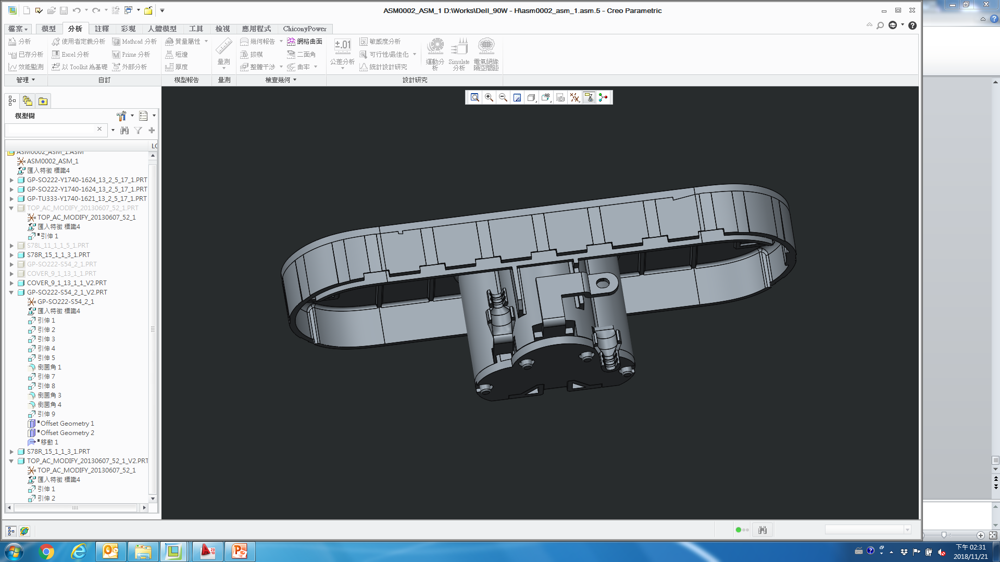 ASM0002_ASM_1 D:\Works\Dell_90W - H\asm0002_asm_1.asm.5 - Creo Parametric
檔案 模型 分析 註釋 彩現 人體模型 工具 檢視 應用程式 ChiconyPower
分析 使用者定義分析 Mathcad 分析 質量屬性 幾何報告 網格曲面 敏感度分析
已存分析 Excel 分析 Prime 分析 短邊 拔模 二面角 可行性/最佳化
效能監測 以 Toolkit 為基礎 外部分析 厚度 整體干涉 曲率 統計設計研究
量測 ±.01 公差分析 運動分析 Simulate 分析 電氣絕緣隔空間距
管理 自訂 模型報告 量測 檢查幾何 設計研究
模型樹
LC
ASM0002_ASM_1.ASM
ASM0002_ASM_1
匯入特徵 標識4
GP-SO222-Y1740-1624_13_2_5_17_1.PRT
GP-SO222-Y1740-1624_13_2_5_17_1.PRT
GP-TU333-Y1740-1621_13_2_5_17_1.PRT
TOP_AC_MODIFY_20130607_52_1.PRT
TOP_AC_MODIFY_20130607_52_1
匯入特徵 標識4
引伸 1
S78L_11_1_1_5_1.PRT
S78R_15_1_1_3_1.PRT
GP-SO222-S54_2_1.PRT
COVER_9_1_13_1_1.PRT
COVER_9_1_13_1_1_V2.PRT
GP-SO222-S54_2_1_V2.PRT
GP-SO222-S54_2_1
匯入特徵 標識4
引伸 1
引伸 2
引伸 3
引伸 4
引伸 5
倒圓角 1
引伸 7
引伸 8
倒圓角 3
倒圓角 4
引伸 9
Offset Geometry 1
Offset Geometry 2
移動 1
S78R_15_1_1_3_1.PRT
TOP_AC_MODIFY_20130607_52_1_V2.PRT
TOP_AC_MODIFY_20130607_52_1
匯入特徵 標識4
引伸 1
引伸 2
下午 02:31
2018/11/21